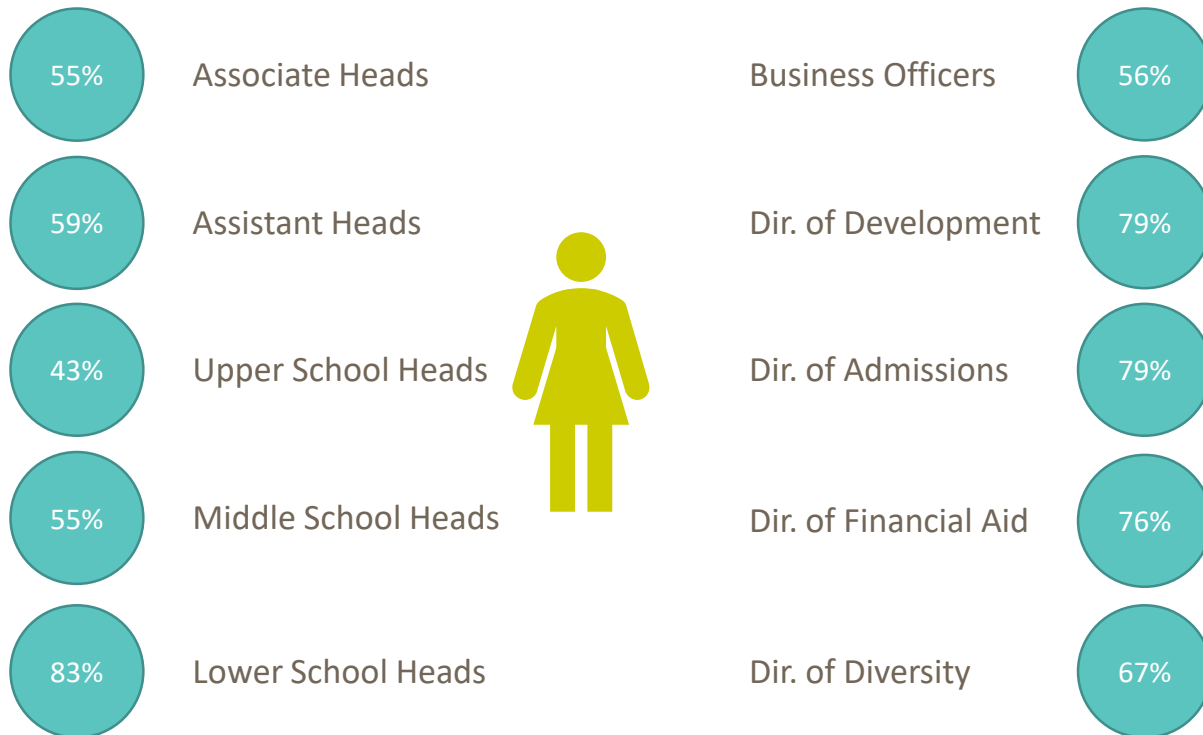 55% Associate Heads
59% Assistant Heads
43% Upper School Heads
55% Middle School Heads
83% Lower School Heads
Business Officers 56%
Dir. of Development 79%
Dir. of Admissions 79%
Dir. of Financial Aid 76%
Dir. of Diversity 67%